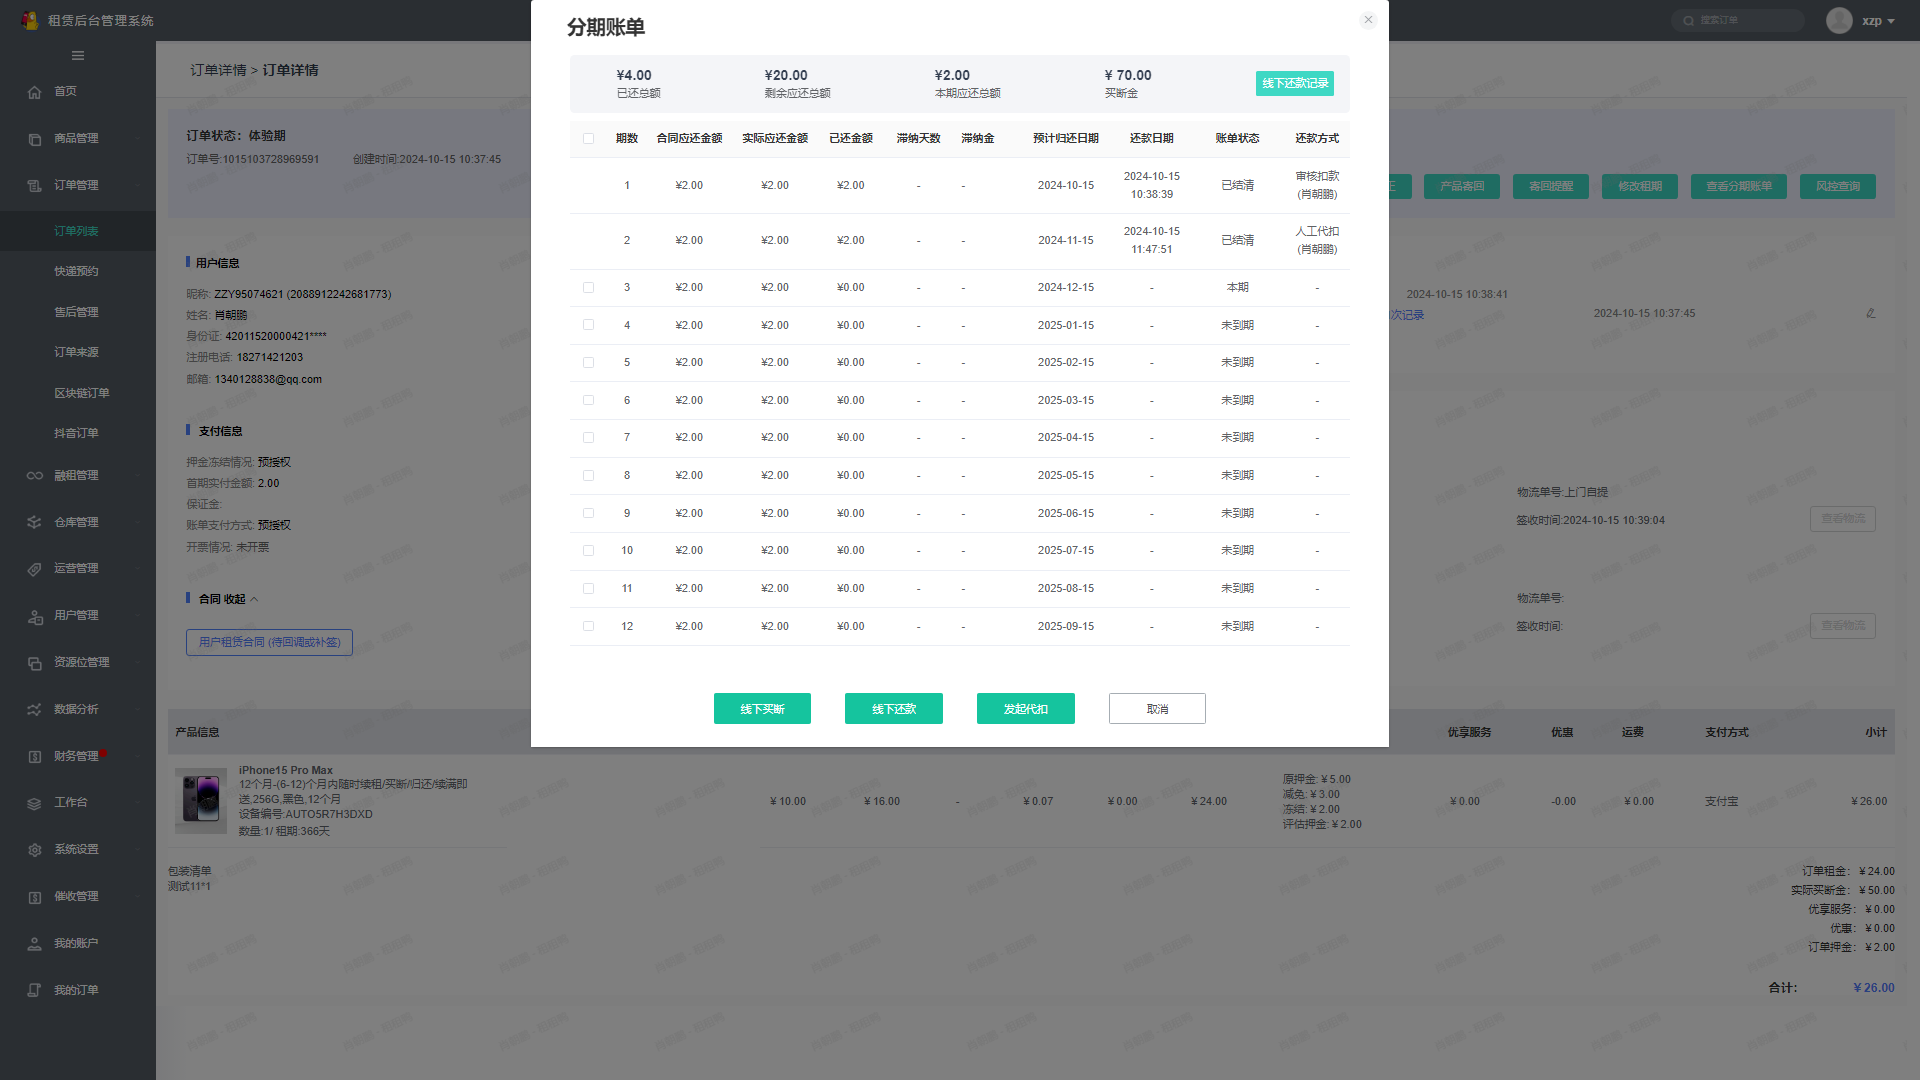 租赁后台管理系统
搜索订单
xzp
首页
商品管理
订单管理
订单列表
快递预约
售后管理
订单来源
区块链订单
抖音订单
融租管理
仓库管理
运营管理
用户管理
资源位管理
数据分析
财务管理
工作台
系统设置
催收管理
我的账户
我的订单
订单详情 > 订单详情
订单状态：体验期
订单号:1015103728969591 创建时间:2024-10-15 10:37:45
产品寄回 寄回提醒 修改租期 查看分期账单 风控查询
用户信息
昵称: ZZY95074621 (2088912242681773)
姓名: 肖朝鹏
身份证: 42011520000421****
注册电话: 18271421203
邮箱: 1340128838@qq.com
2024-10-15 10:38:41
次记录
2024-10-15 10:37:45
支付信息
押金冻结情况: 预授权
首期实付金额: 2.00
保证金:
账单支付方式: 预授权
开票情况: 未开票
物流单号:上门自提
签收时间:2024-10-15 10:39:04
查看物流
物流单号:
签收时间:
查看物流
合同 收起
用户租赁合同 (待回调或补签)
分期账单
¥4.00 ¥20.00 ¥2.00 ¥ 70.00
已还总额 剩余应还总额 本期应还总额 买断金
线下还款记录
期数 合同应还金额 实际应还金额 已还金额 滞纳天数 滞纳金 预计归还日期 还款日期 账单状态 还款方式
1 ¥2.00 ¥2.00 ¥2.00 - - 2024-10-15 2024-10-15 10:38:39 已结清 审核扣款 (肖朝鹏)
2 ¥2.00 ¥2.00 ¥2.00 - - 2024-11-15 2024-10-15 11:47:51 已结清 人工代扣 (肖朝鹏)
3 ¥2.00 ¥2.00 ¥0.00 - - 2024-12-15 - 本期 -
4 ¥2.00 ¥2.00 ¥0.00 - - 2025-01-15 - 未到期 -
5 ¥2.00 ¥2.00 ¥0.00 - - 2025-02-15 - 未到期 -
6 ¥2.00 ¥2.00 ¥0.00 - - 2025-03-15 - 未到期 -
7 ¥2.00 ¥2.00 ¥0.00 - - 2025-04-15 - 未到期 -
8 ¥2.00 ¥2.00 ¥0.00 - - 2025-05-15 - 未到期 -
9 ¥2.00 ¥2.00 ¥0.00 - - 2025-06-15 - 未到期 -
10 ¥2.00 ¥2.00 ¥0.00 - - 2025-07-15 - 未到期 -
11 ¥2.00 ¥2.00 ¥0.00 - - 2025-08-15 - 未到期 -
12 ¥2.00 ¥2.00 ¥0.00 - - 2025-09-15 - 未到期 -
线下买断 线下还款 发起代扣 取消
产品信息 优享服务 优惠 运费 支付方式 小计
iPhone15 Pro Max
12个月-(6-12)个月内随时续租/买断/归还/续满即
送,256G,黑色,12个月
设备编号:AUTO5R7H3DXD
数量:1/ 租期:366天
¥ 10.00 ¥ 16.00 - ¥ 0.07 ¥ 0.00 ¥ 24.00
原押金: ¥ 5.00
减免: ¥ 3.00
冻结: ¥ 2.00
评估押金: ¥ 2.00
¥ 0.00 -0.00 ¥ 0.00 支付宝 ¥ 26.00
包装清单
测试11*1
订单租金： ¥ 24.00
实际买断金： ¥ 50.00
优享服务： ¥ 0.00
优惠： ¥ 0.00
订单押金： ¥ 2.00
合计： ¥ 26.00